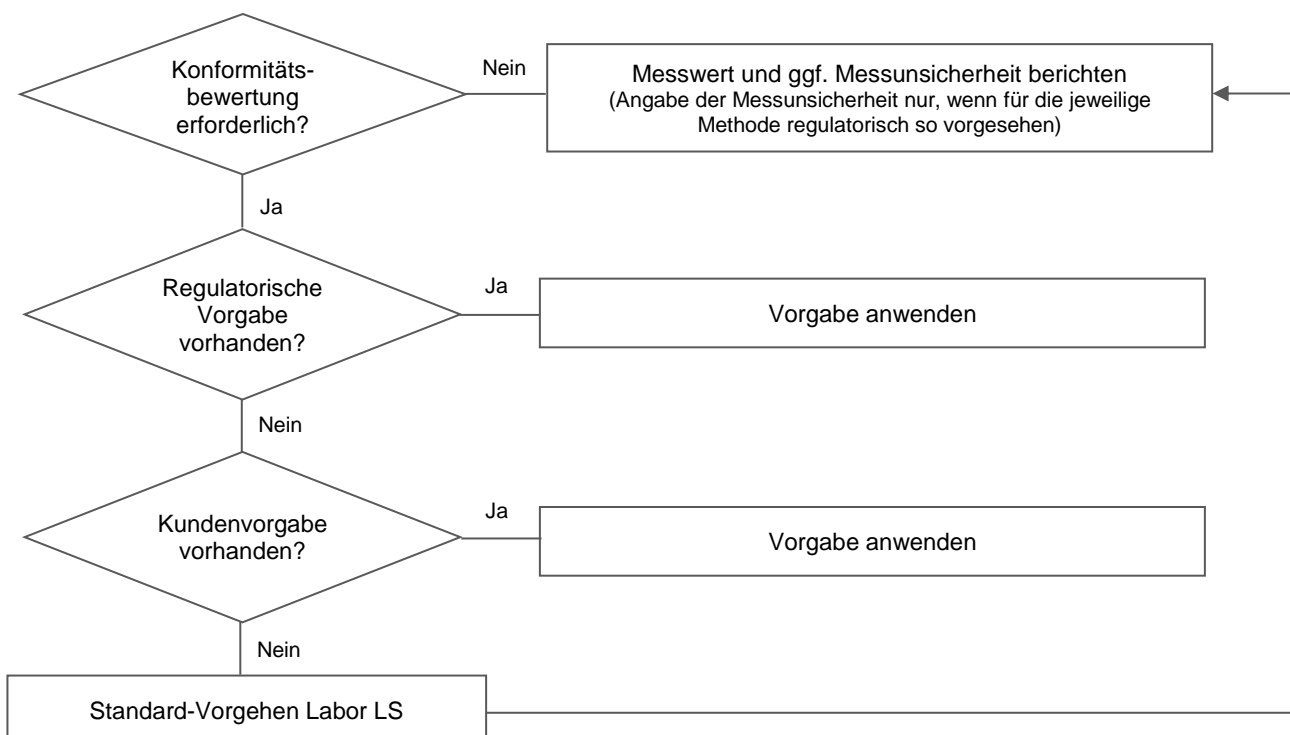 Konformitäts-
bewertung
erforderlich?
Nein
Messwert und ggf. Messunsicherheit berichten
(Angabe der Messunsicherheit nur, wenn für die jeweilige
Methode regulatorisch so vorgesehen)
Ja
Regulatorische
Vorgabe
vorhanden?
Ja
Vorgabe anwenden
Nein
Kundenvorgabe
vorhanden?
Ja
Vorgabe anwenden
Nein
Standard-Vorgehen Labor LS